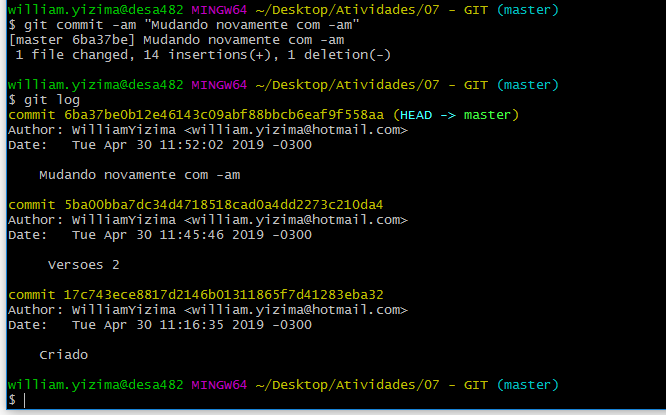 william.yizima@desa482 MINGW64 ~/Desktop/Atividades/07 - GIT (master)
$ git commit -am "Mudando novamente com -am"
[master 6ba37be] Mudando novamente com -am
 1 file changed, 14 insertions(+), 1 deletion(-)
william.yizima@desa482 MINGW64 ~/Desktop/Atividades/07 - GIT (master)
$ git log
commit 6ba37be0b12e46143c09abf88bbcb6eaf9f558aa (HEAD -> master)
Author: WilliamYizima <william.yizima@hotmail.com>
Date:   Tue Apr 30 11:52:02 2019 -0300
    Mudando novamente com -am
commit 5ba00bba7dc34d4718518cad0a4dd2273c210da4
Author: WilliamYizima <william.yizima@hotmail.com>
Date:   Tue Apr 30 11:45:46 2019 -0300
     Versoes 2
commit 17c743ece8817d2146b01311865f7d41283eba32
Author: WilliamYizima <william.yizima@hotmail.com>
Date:   Tue Apr 30 11:16:35 2019 -0300
    Criado
william.yizima@desa482 MINGW64 ~/Desktop/Atividades/07 - GIT (master)
$